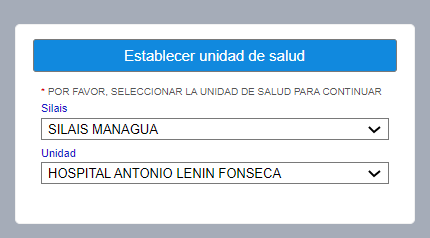 Establecer unidad de salud
* POR FAVOR, SELECCIONAR LA UNIDAD DE SALUD PARA CONTINUAR
Silais
SILAIS MANAGUA
Unidad
HOSPITAL ANTONIO LENIN FONSECA